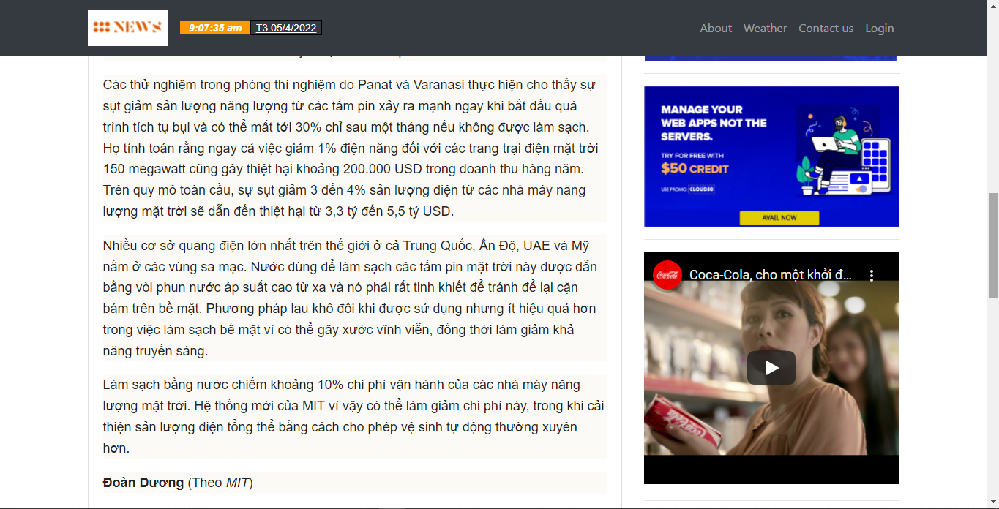 NEWS
9:07:35 am
T3 05/4/2022
About Weather Contact us Login
Các thử nghiệm trong phòng thí nghiệm do Panat và Varanasi thực hiện cho thấy sự
sụt giảm sản lượng năng lượng từ các tấm pin xảy ra mạnh ngay khi bắt đầu quá
trình tích tụ bụi và có thể mất tới 30% chỉ sau một tháng nếu không được làm sạch.
Họ tính toán rằng ngay cả việc giảm 1% điện năng đối với các trang trại điện mặt trời
150 megawatt cũng gây thiệt hại khoảng 200.000 USD trong doanh thu hàng năm.
Trên quy mô toàn cầu, sự sụt giảm 3 đến 4% sản lượng điện từ các nhà máy năng
lượng mặt trời sẽ dẫn đến thiệt hại từ 3,3 tỷ đến 5,5 tỷ USD.
Nhiều cơ sở quang điện lớn nhất trên thế giới ở cả Trung Quốc, Ấn Độ, UAE và Mỹ
nằm ở các vùng sa mạc. Nước dùng để làm sạch các tấm pin mặt trời này được dẫn
bằng vòi phun nước áp suất cao từ xa và nó phải rất tinh khiết để tránh để lại cặn
bám trên bề mặt. Phương pháp lau khô đôi khi được sử dụng nhưng ít hiệu quả hơn
trong việc làm sạch bề mặt vì có thể gây xước vĩnh viễn, đồng thời làm giảm khả
năng truyền sáng.
Làm sạch bằng nước chiếm khoảng 10% chi phí vận hành của các nhà máy năng
lượng mặt trời. Hệ thống mới của MIT vì vậy có thể làm giảm chi phí này, trong khi cải
thiện sản lượng điện tổng thể bằng cách cho phép vệ sinh tự động thường xuyên
hơn.
Đoàn Dương (Theo MIT)
MANAGE YOUR
WEB APPS NOT THE
SERVERS.
TRY FOR FREE WITH
$50 CREDIT
USE PROMO: CLOUDS50
AVAIL NOW
Coca-Cola, cho một khởi đ...
Coca-Cola
Coca-Cola